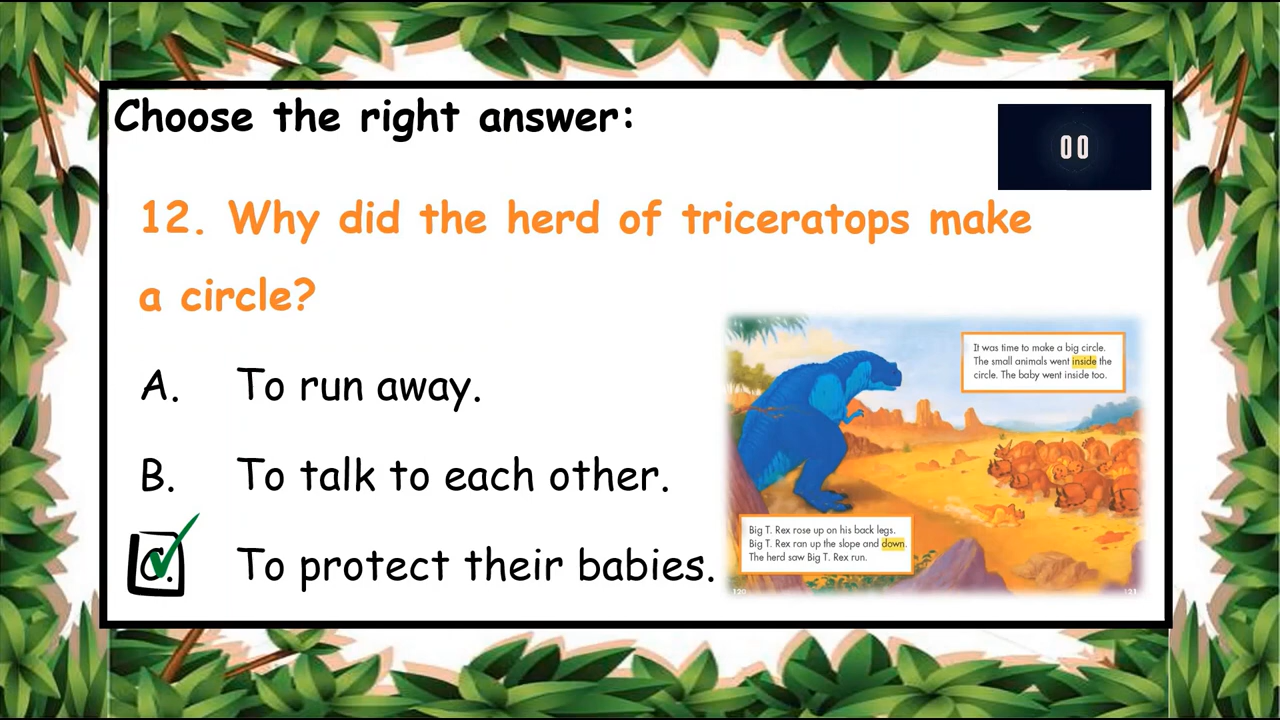 Choose the right answer:
00
12. Why did the herd of triceratops make
a circle?
A. To run away.
B. To talk to each other.
C. To protect their babies.
It was time to make a big circle.
The small animals went inside the
circle. The baby went inside too.
Big T. Rex rose up on his back legs.
Big T. Rex ran up the slope and down.
The herd saw Big T. Rex run.
120
121